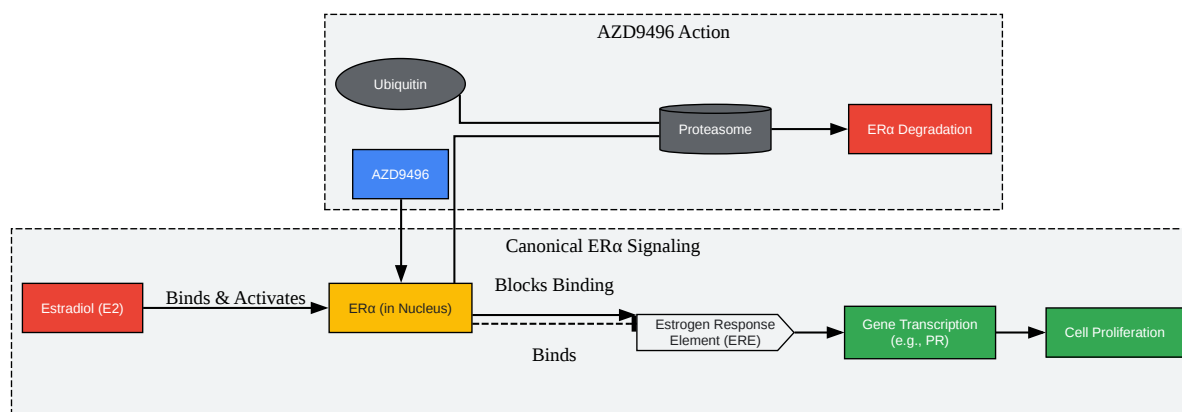 AZD9496 Action
Ubiquitin
Proteasome
ERα Degradation
AZD9496
Canonical ERα Signaling
Estradiol (E2)
Binds & Activates
ERα (in Nucleus)
Blocks Binding
Binds
Estrogen Response
Element (ERE)
Gene Transcription
(e.g., PR)
Cell Proliferation